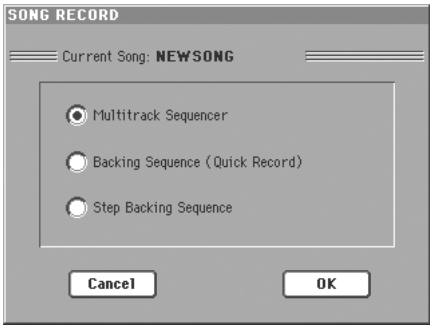 SONG RECORD
Current Song: NEWSONG
Multitrack Sequencer
Backing Sequence (Quick Record)
Step Backing Sequence
Cancel OK